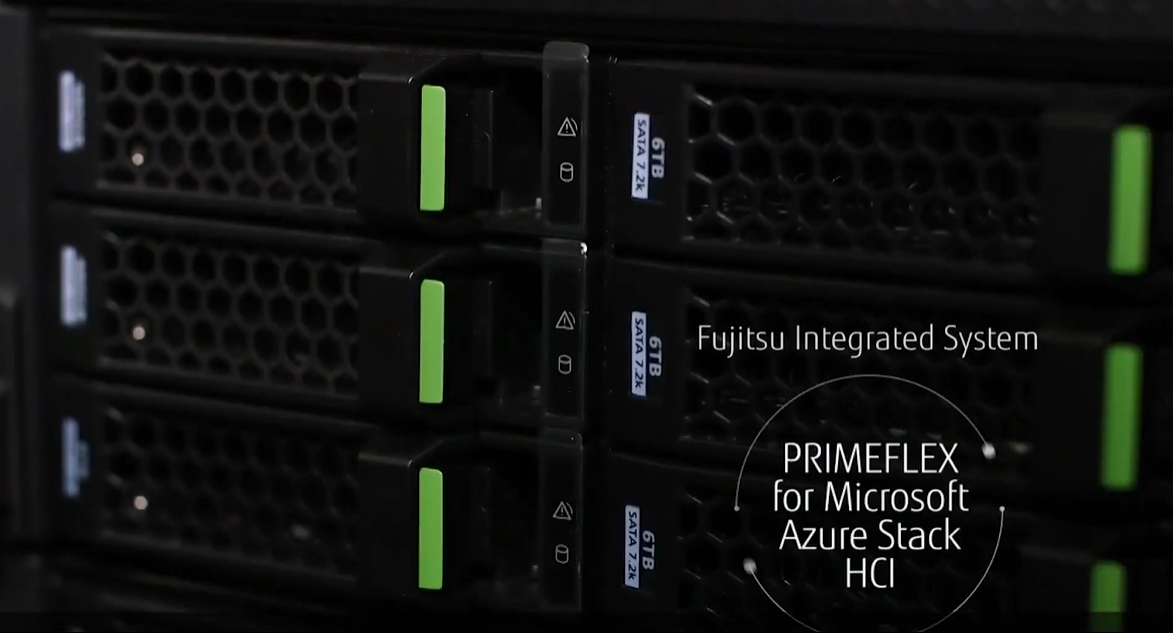 6TB
SATA 7.2k
6TB
SATA 7.2k
6TB
SATA 7.2k
Fujitsu Integrated System
PRIMEFLEX
for Microsoft
Azure Stack
HCI